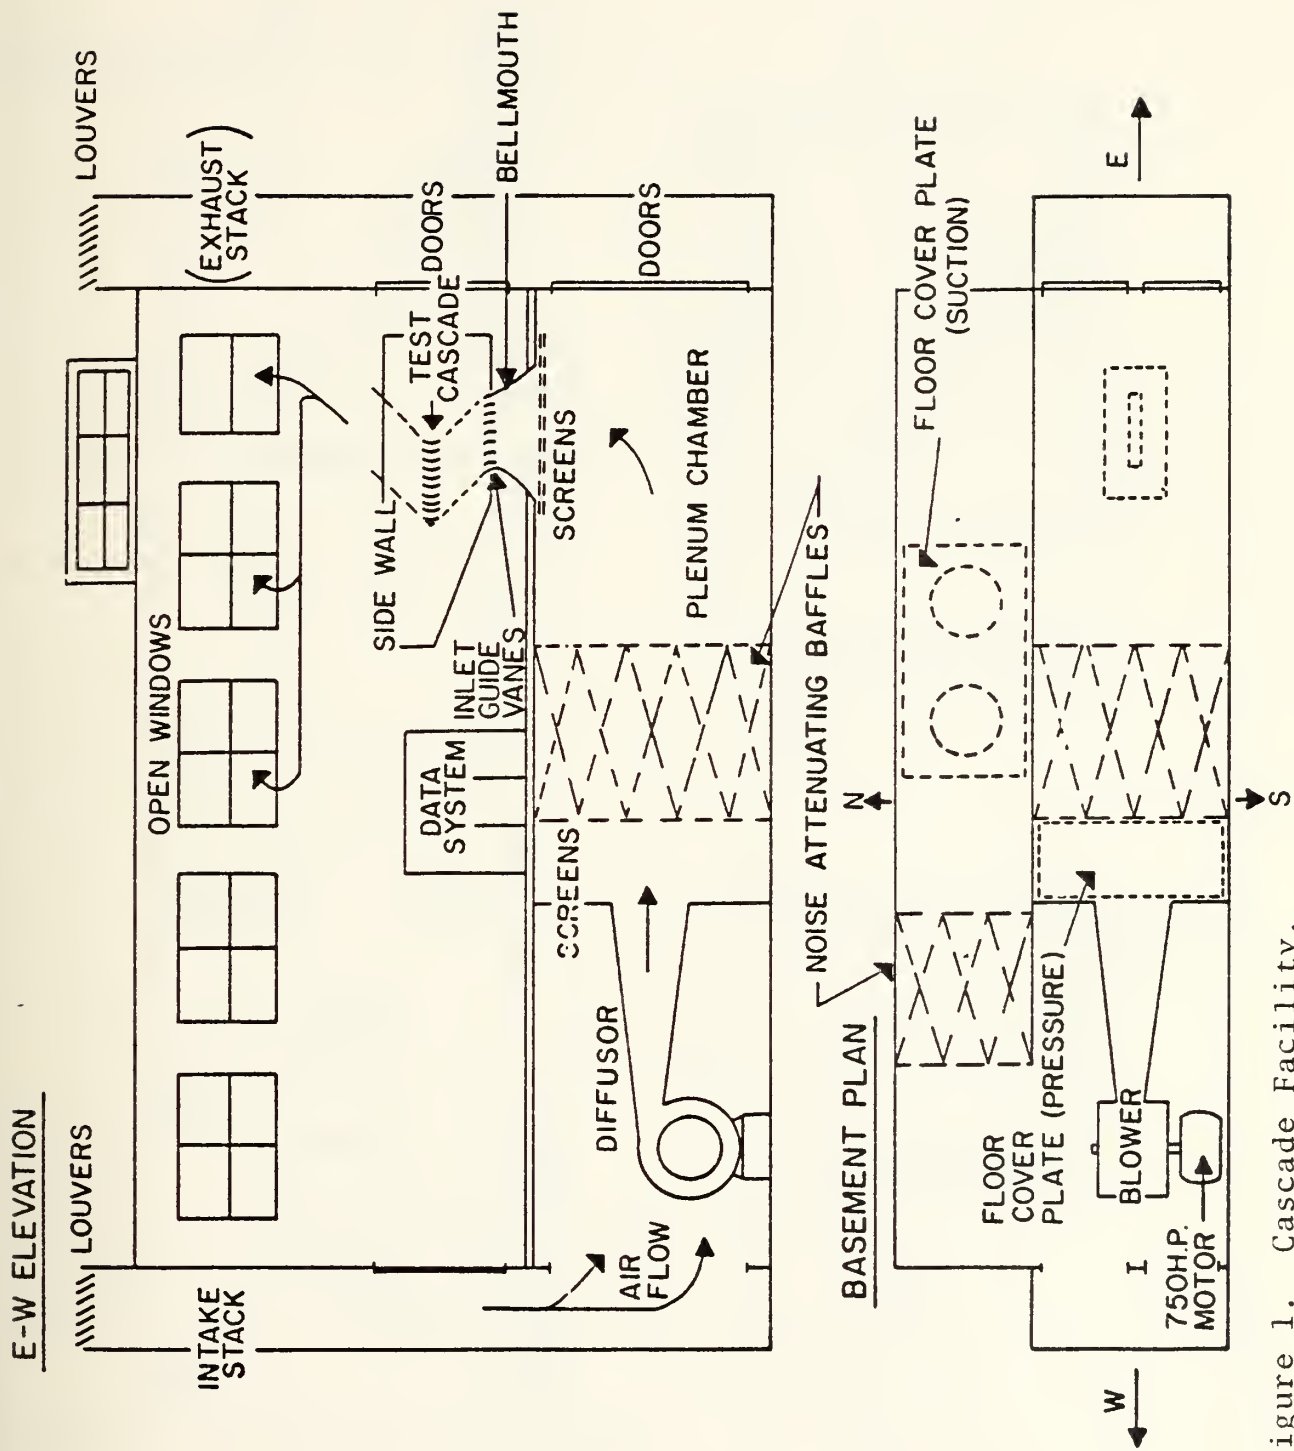 E-W ELEVATION
LOUVERS
LOUVERS
INTAKE
STACK
(EXHAUST
STACK)
OPEN WINDOWS
SIDE WALL
TEST
CASCADE
DOORS
BELLMOUTH
DATA
SYSTEM
INLET
GUIDE
VANES
SCREENS
SCREENS
AIR
FLOW
DIFFUSOR
PLENUM CHAMBER
DOORS
NOISE ATTENUATING BAFFLES
BASEMENT PLAN
N
FLOOR COVER PLATE
(SUCTION)
FLOOR
COVER
PLATE (PRESSURE)
BLOWER
750H.P.
MOTOR
W
E
S
igure 1. Cascade Facility.